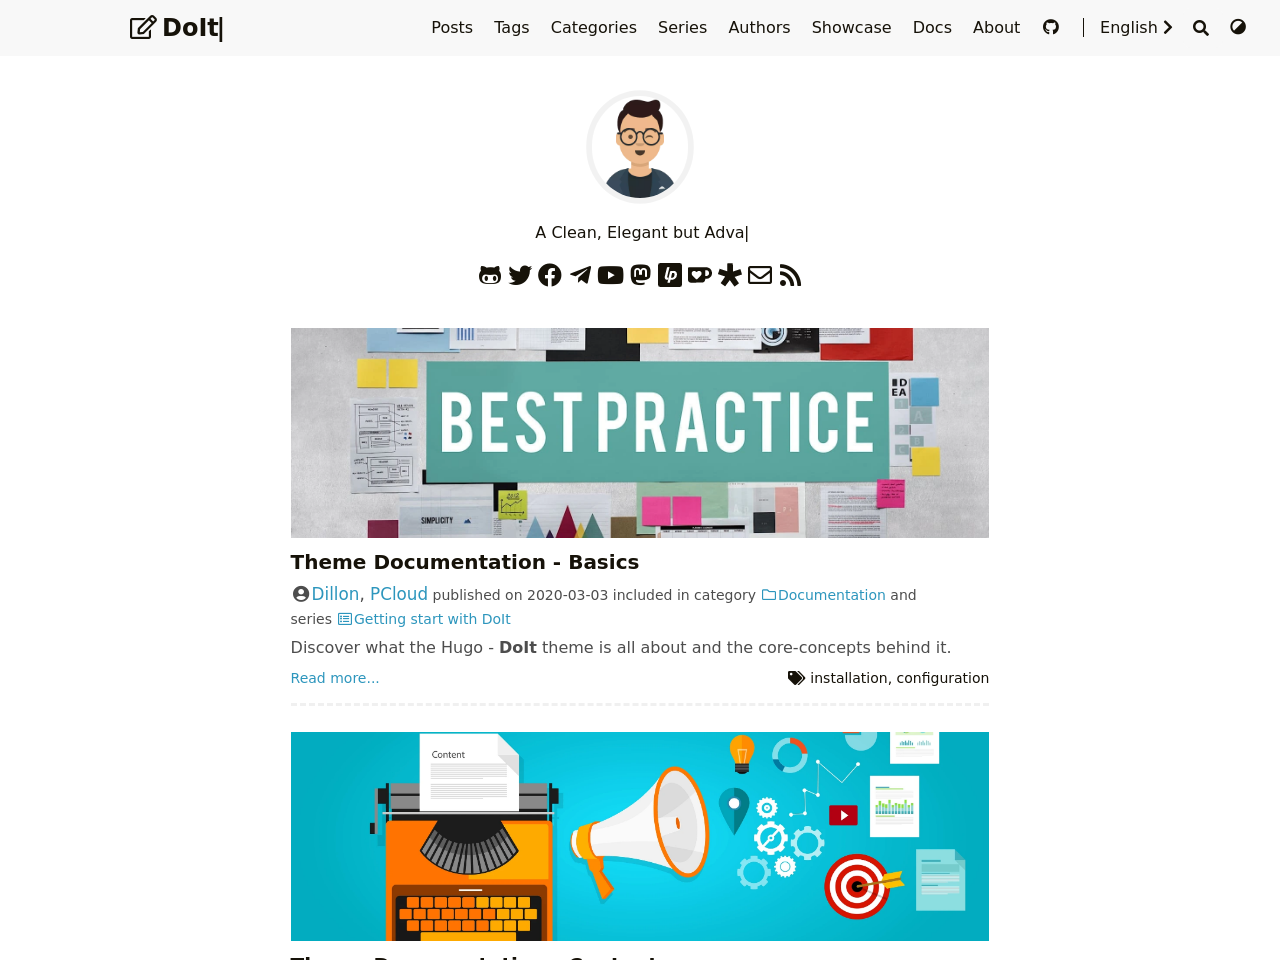 DoIt
Posts Tags Categories Series Authors Showcase Docs About English
A Clean, Elegant but Adva|
BEST PRACTICE
SIMPLICITY
Theme Documentation - Basics
Dillon, PCloud published on 2020-03-03 included in category Documentation and
series Getting start with DoIt
Discover what the Hugo - DoIt theme is all about and the core-concepts behind it.
Read more...
installation, configuration
Content